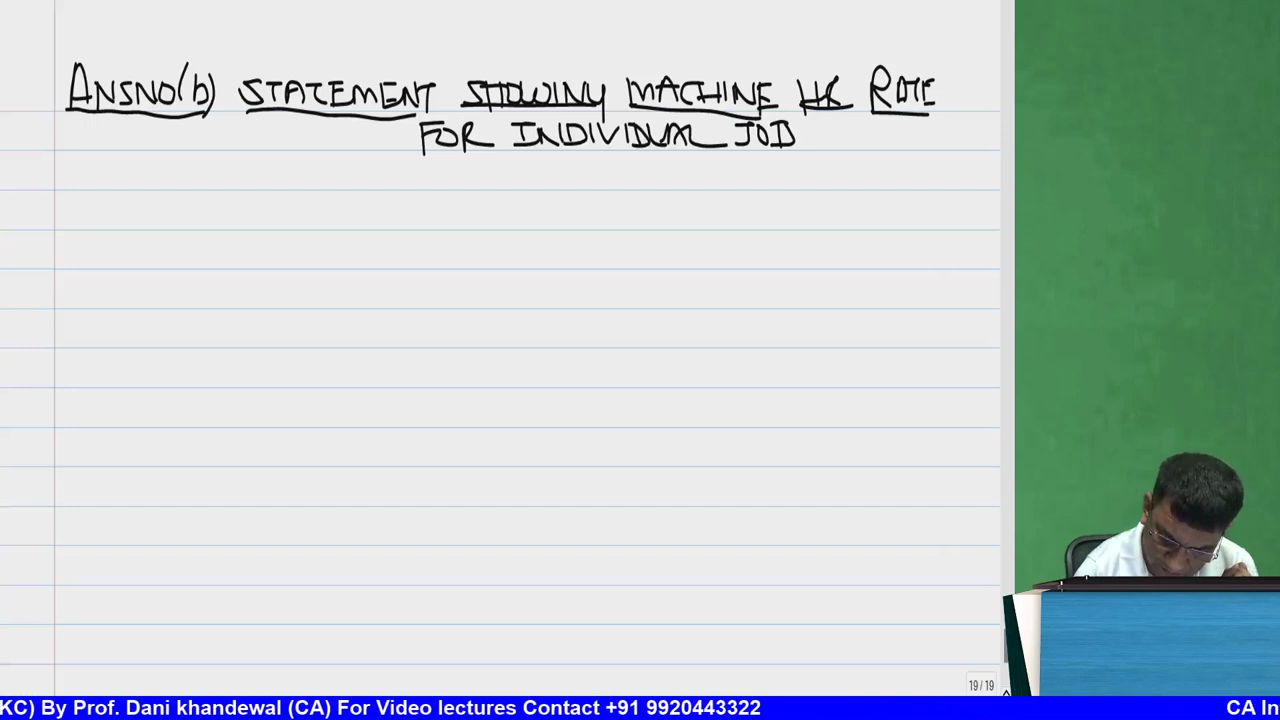 ANSNO(b) STATEMENT SHOWING MACHINE HR RATE
FOR INDIVIDUAL JOB
19/19
KC) By Prof. Dani khandewal (CA) For Video lectures Contact +91 9920443322
CA In